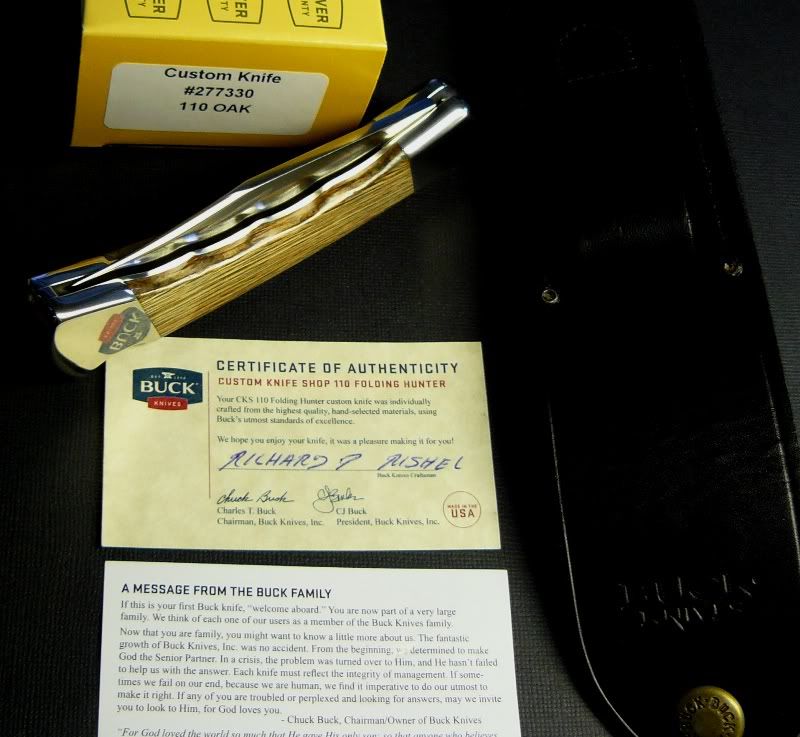 VER
VER
VER
NTY
Custom Knife
#277330
110 OAK
BUCK
BUCK
KNIVES
CERTIFICATE OF AUTHENTICITY
CUSTOM KNIFE SHOP 110 FOLDING HUNTER
Your CKS 110 Folding Hunter custom knife was individually
crafted from the highest quality, hand-selected materials, using
Buck's utmost standards of excellence.
We hope you enjoy your knife, it was a pleasure making it for you!
RICHARD P RISHEL
Buck Knives Craftsman
Chuck Buck
Charles T. Buck
CJ Buck
Chairman, Buck Knives, Inc.
President, Buck Knives, Inc.
MADE IN THE
USA
BUCK
KNIVES
A MESSAGE FROM THE BUCK FAMILY
If this is your first Buck knife, "welcome aboard." You are now part of a very large
family. We think of each one of our users as a member of the Buck Knives family.
Now that you are family, you might want to know a little more about us. The fantastic
growth of Buck Knives, Inc. was no accident. From the beginning, determined to make
God the Senior Partner. In a crisis, the problem was turned over to Him, and He hasn't failed
to help us with the answer. Each knife must reflect the integrity of management. If some-
times we fail on our end, because we are human, we find it imperative to do our utmost to
make it right. If any of you are troubled or perplexed and looking for answers, may we invite
you to look to Him, for God loves you.
- Chuck Buck, Chairman/Owner of Buck Knives
"For God loved the world so much that He gave His only son; so that anyone who believes
BUCK • BUCK